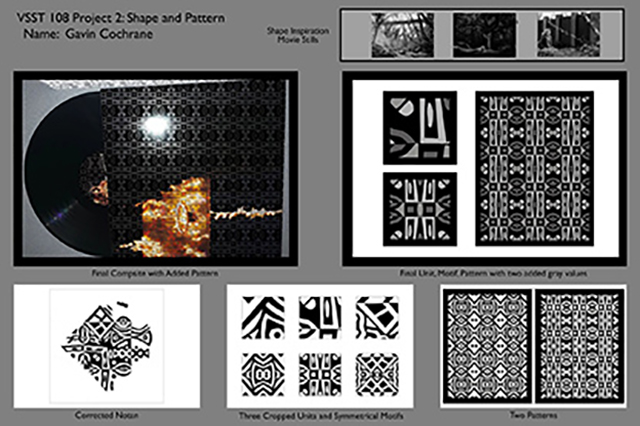 VSST 108 Project 2: Shape and Pattern
Name: Gavin Cochrane
Shape Inspiration
Movie Stills
Final Compsite with Added Pattern
Final Unit, Motif, Pattern with two added gray values
Corrected Notan
Three Cropped Units and Symmetrical Motifs
Two Patterns